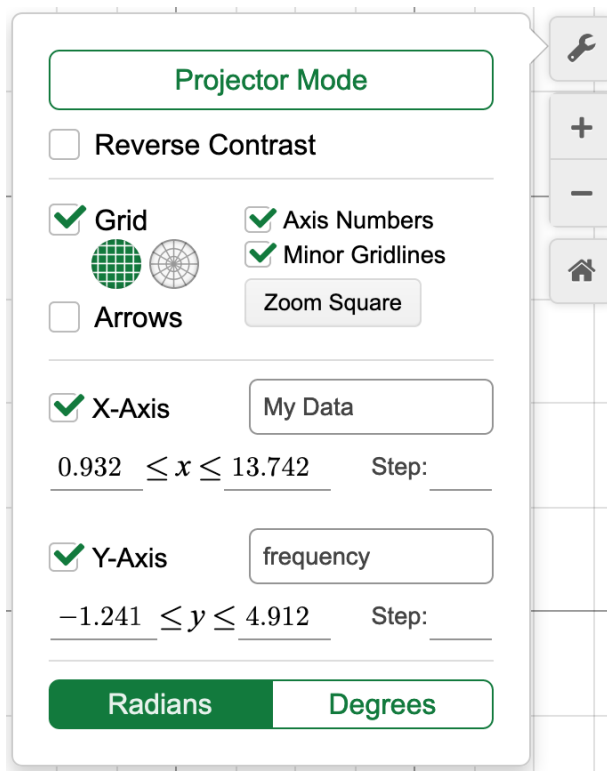 Projector Mode
Reverse Contrast
Grid
Axis Numbers
Minor Gridlines
Zoom Square
Arrows
X-Axis My Data
0.932 ≤ x ≤ 13.742 Step:
Y-Axis frequency
−1.241 ≤ y ≤ 4.912 Step:
Radians Degrees